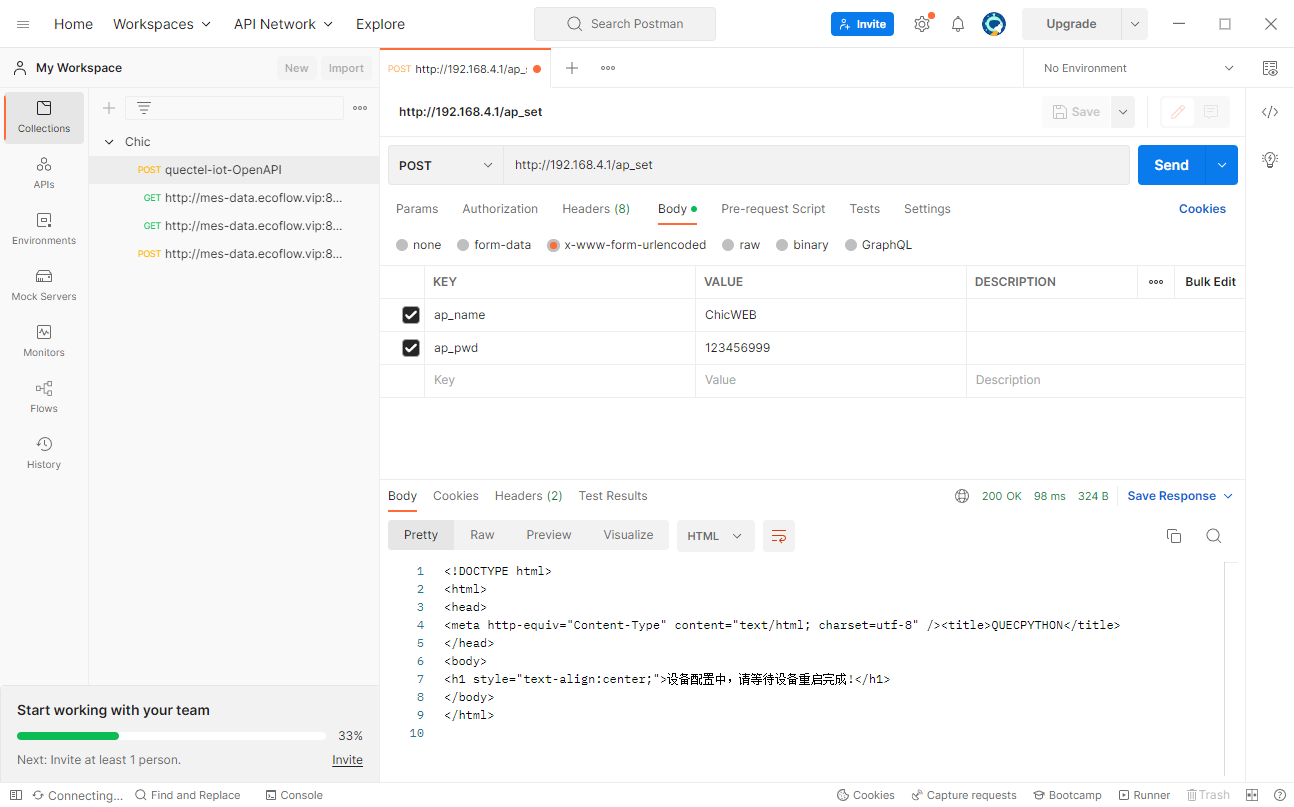 Home Workspaces API Network Explore Search Postman Invite Upgrade
My Workspace New Import POST http://192.168.4.1/ap_s No Environment
Collections
APIs
Environments
Mock Servers
Monitors
Flows
History
Chic
POST quectel-iot-OpenAPI
GET http://mes-data.ecoflow.vip:8...
GET http://mes-data.ecoflow.vip:8...
POST http://mes-data.ecoflow.vip:8...
Start working with your team
33%
Next: Invite at least 1 person. Invite
http://192.168.4.1/ap_set Save
POST http://192.168.4.1/ap_set Send
Params Authorization Headers (8) Body Pre-request Script Tests Settings Cookies
none form-data x-www-form-urlencoded raw binary GraphQL
KEY VALUE DESCRIPTION Bulk Edit
ap_name ChicWEB
ap_pwd 123456999
Key Value Description
Body Cookies Headers (2) Test Results 200 OK 98 ms 324 B Save Response
Pretty Raw Preview Visualize HTML
1 <!DOCTYPE html>
2 <html>
3 <head>
4 <meta http-equiv="Content-Type" content="text/html; charset=utf-8" /><title>QUECPYTHON</title>
5 </head>
6 <body>
7 <h1 style="text-align:center;">设备配置中，请等待设备重启完成!</h1>
8 </body>
9 </html>
10
Connecting... Find and Replace Console Cookies Capture requests Bootcamp Runner Trash